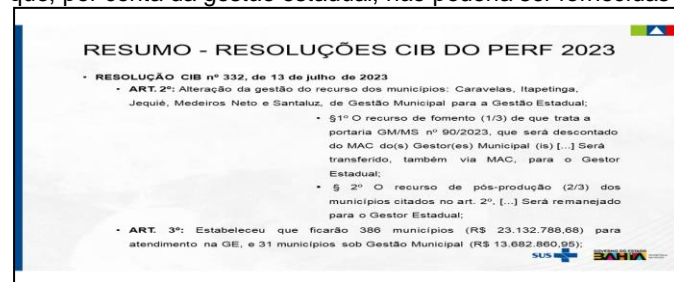 que, por conta da gestão estadual, não poderia ser fornecidas
RESUMO - RESOLUÇÕES CIB DO PERF 2023
• RESOLUÇÃO CIB nº 332, de 13 de julho de 2023
• ART. 2º: Alteração da gestão do recurso dos municípios: Caravelas, Itapetinga,
Jequié, Medeiros Neto e Santaluz, de Gestão Municipal para a Gestão Estadual;
• §1º O recurso de fomento (1/3) de que trata a
portaria GM/MS nº 90/2023, que será descontado
do MAC do(s) Gestor(es) Municipal (is) [...] Será
transferido, também via MAC, para o Gestor
Estadual;
• § 2º O recurso de pós-produção (2/3) dos
municípios citados no art. 2º, [...] Será remanejado
para o Gestor Estadual;
• ART. 3º: Estabeleceu que ficarão 386 municípios (R$ 23.132.788,68) para
atendimento na GE, e 31 municípios sob Gestão Municipal (R$ 13.682.860,95);
SUS GOVERNO DO ESTADO
BAHIA